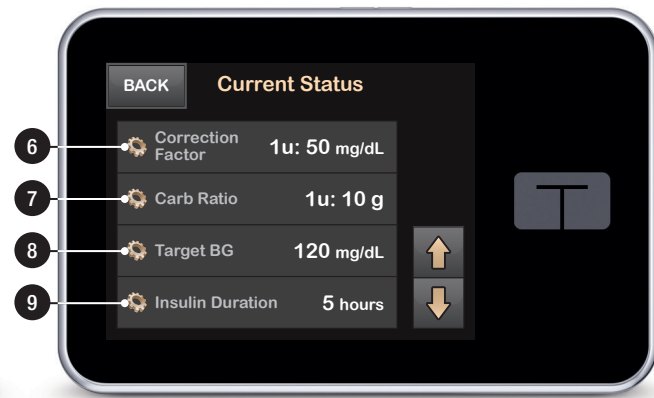 BACK
Current Status
6
Correction
Factor
1u: 50 mg/dL
7
Carb Ratio
1u: 10 g
8
Target BG
120 mg/dL
9
Insulin Duration
5 hours